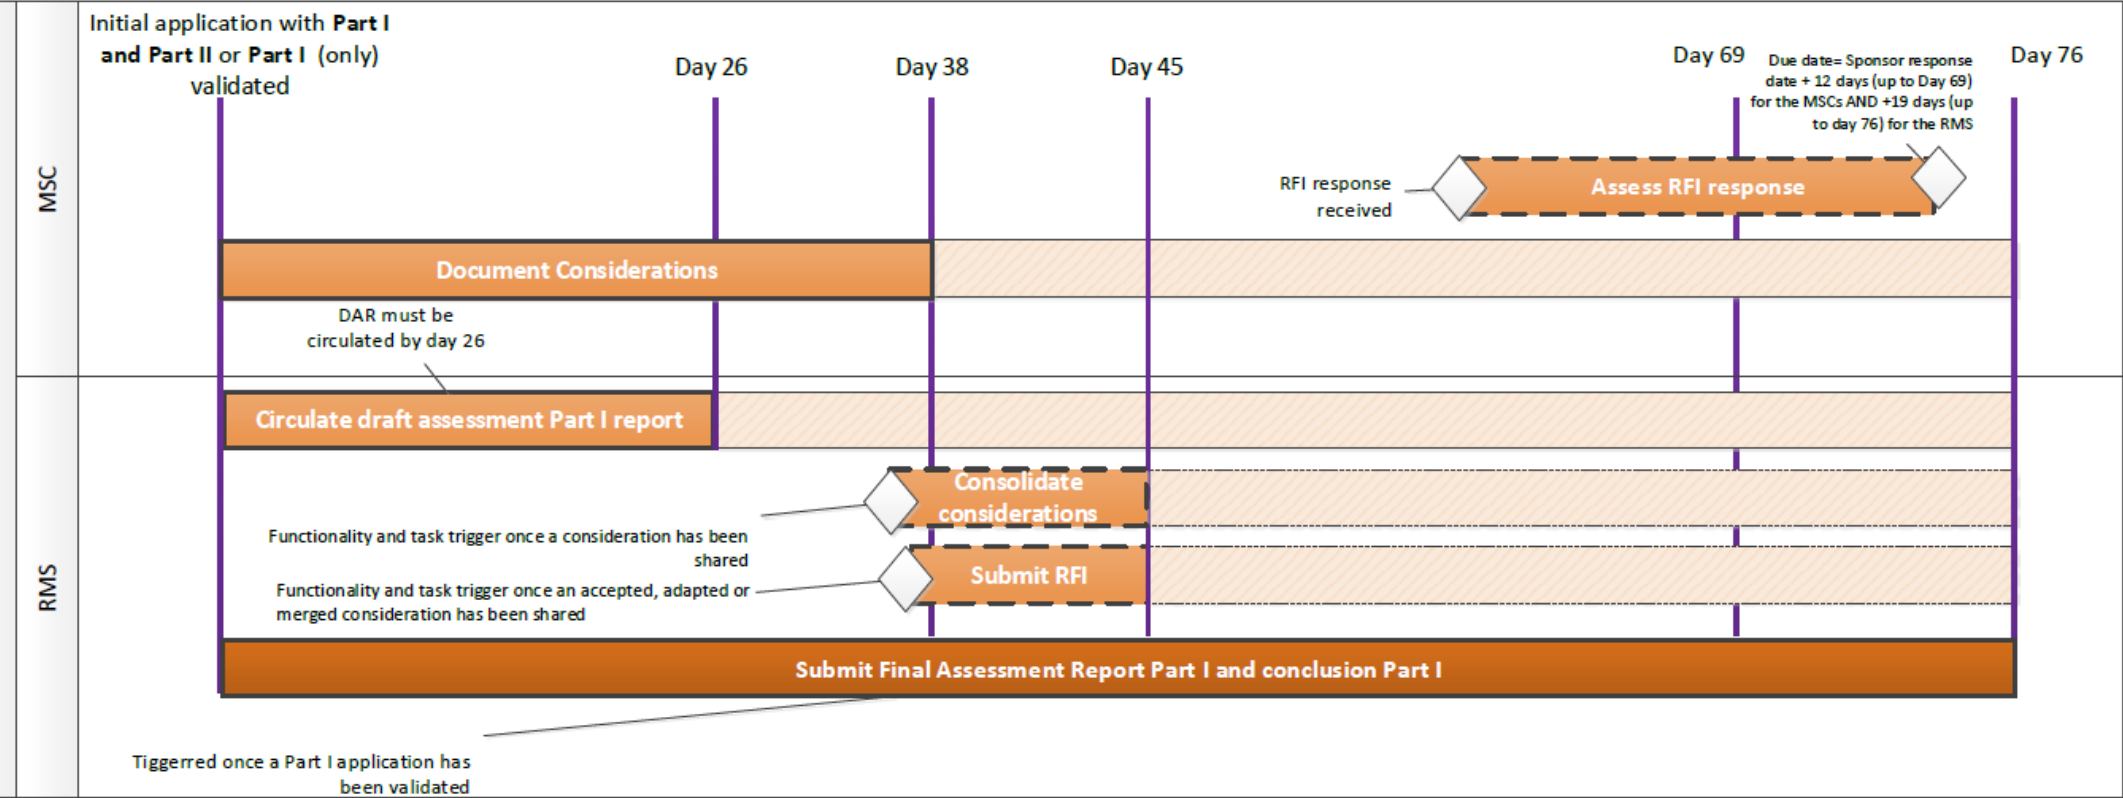 Initial application with Part I
and Part II or Part I (only)
validated
Day 26
Day 38
Day 45
Day 69
Due date= Sponsor response
date + 12 days (up to Day 69)
for the MSCs AND +19 days (up
to day 76) for the RMS
Day 76
MSC
RFI response
received
Assess RFI response
Document Considerations
DAR must be
circulated by day 26
RMS
Circulate draft assessment Part I report
Consolidate
considerations
Functionality and task trigger once a consideration has been
shared
Submit RFI
Functionality and task trigger once an accepted, adapted or
merged consideration has been shared
Submit Final Assessment Report Part I and conclusion Part I
Tiggerred once a Part I application has
been validated